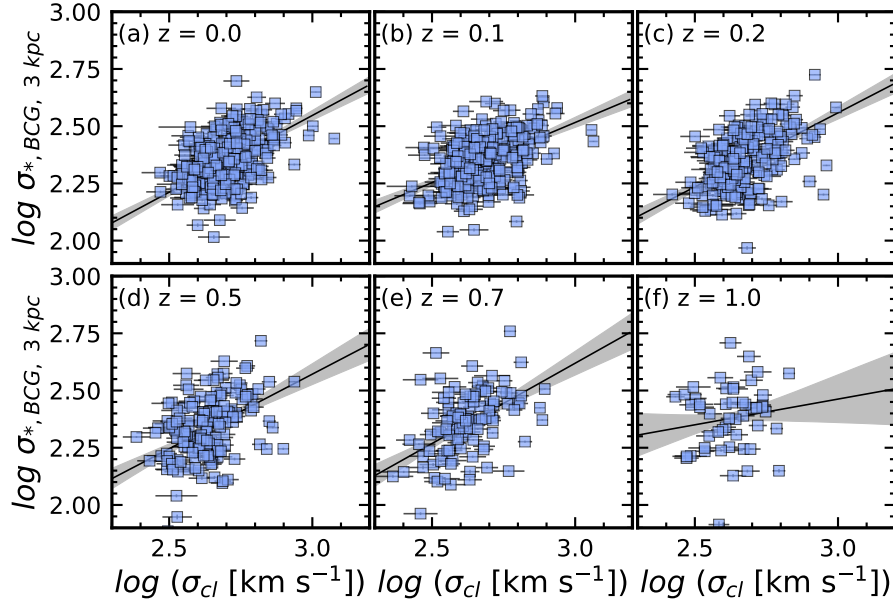 (a) z = 0.0
(b) z = 0.1
(c) z = 0.2
3.00
2.75
2.50
2.25
2.00
log σ*, BCG, 3 kpc
(d) z = 0.5
(e) z = 0.7
(f) z = 1.0
3.00
2.75
2.50
2.25
2.00
log σ*, BCG, 3 kpc
2.5 3.0
2.5 3.0
2.5 3.0
log (σcl [km s⁻¹])
log (σcl [km s⁻¹])
log (σcl [km s⁻¹])